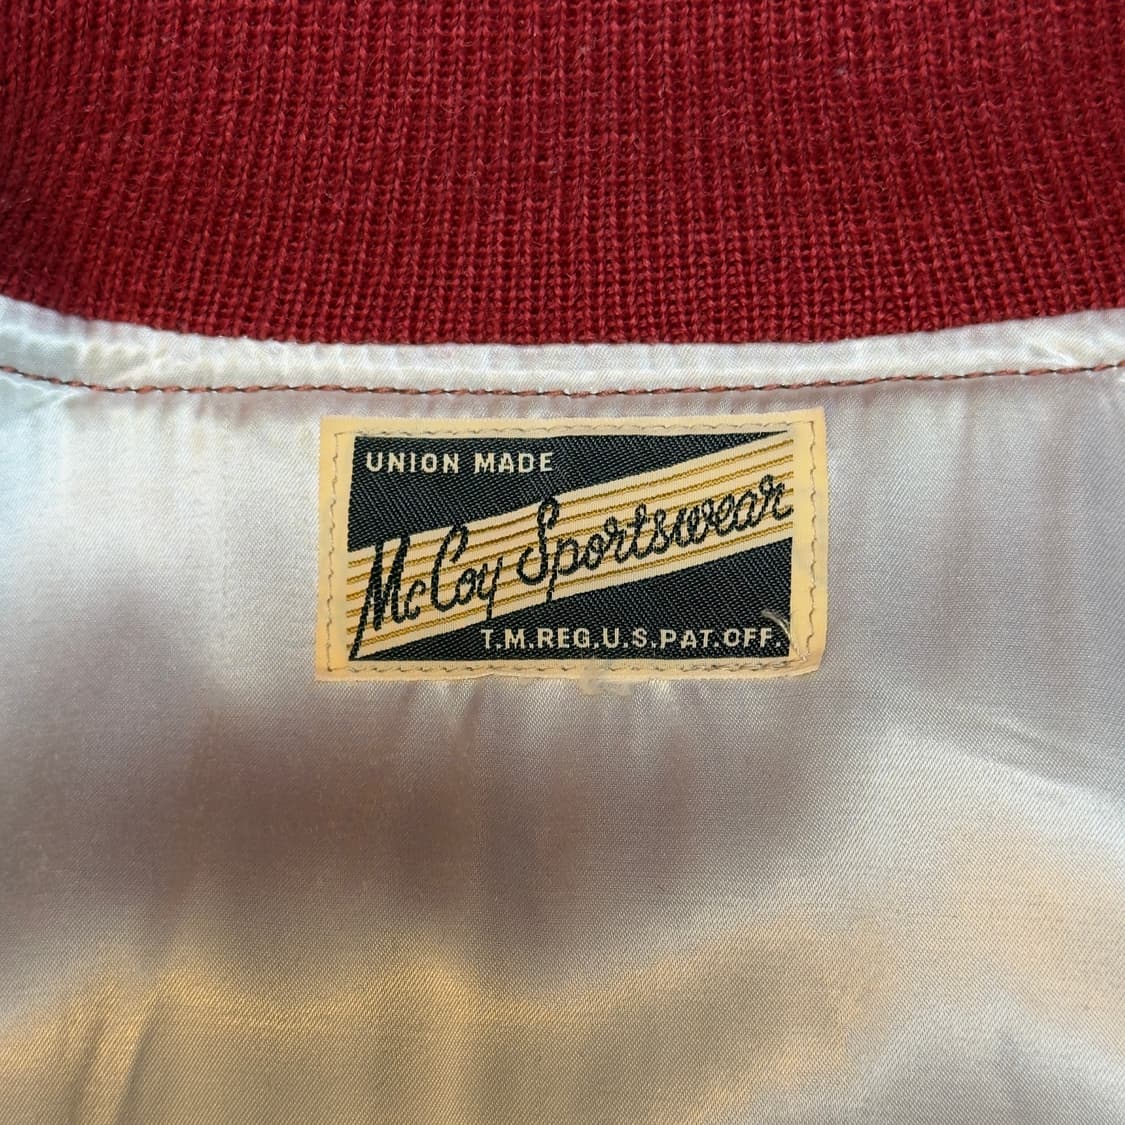 UNION MADE
McCoy Sportswear
T.M.REG.U.S.PAT.OFF.